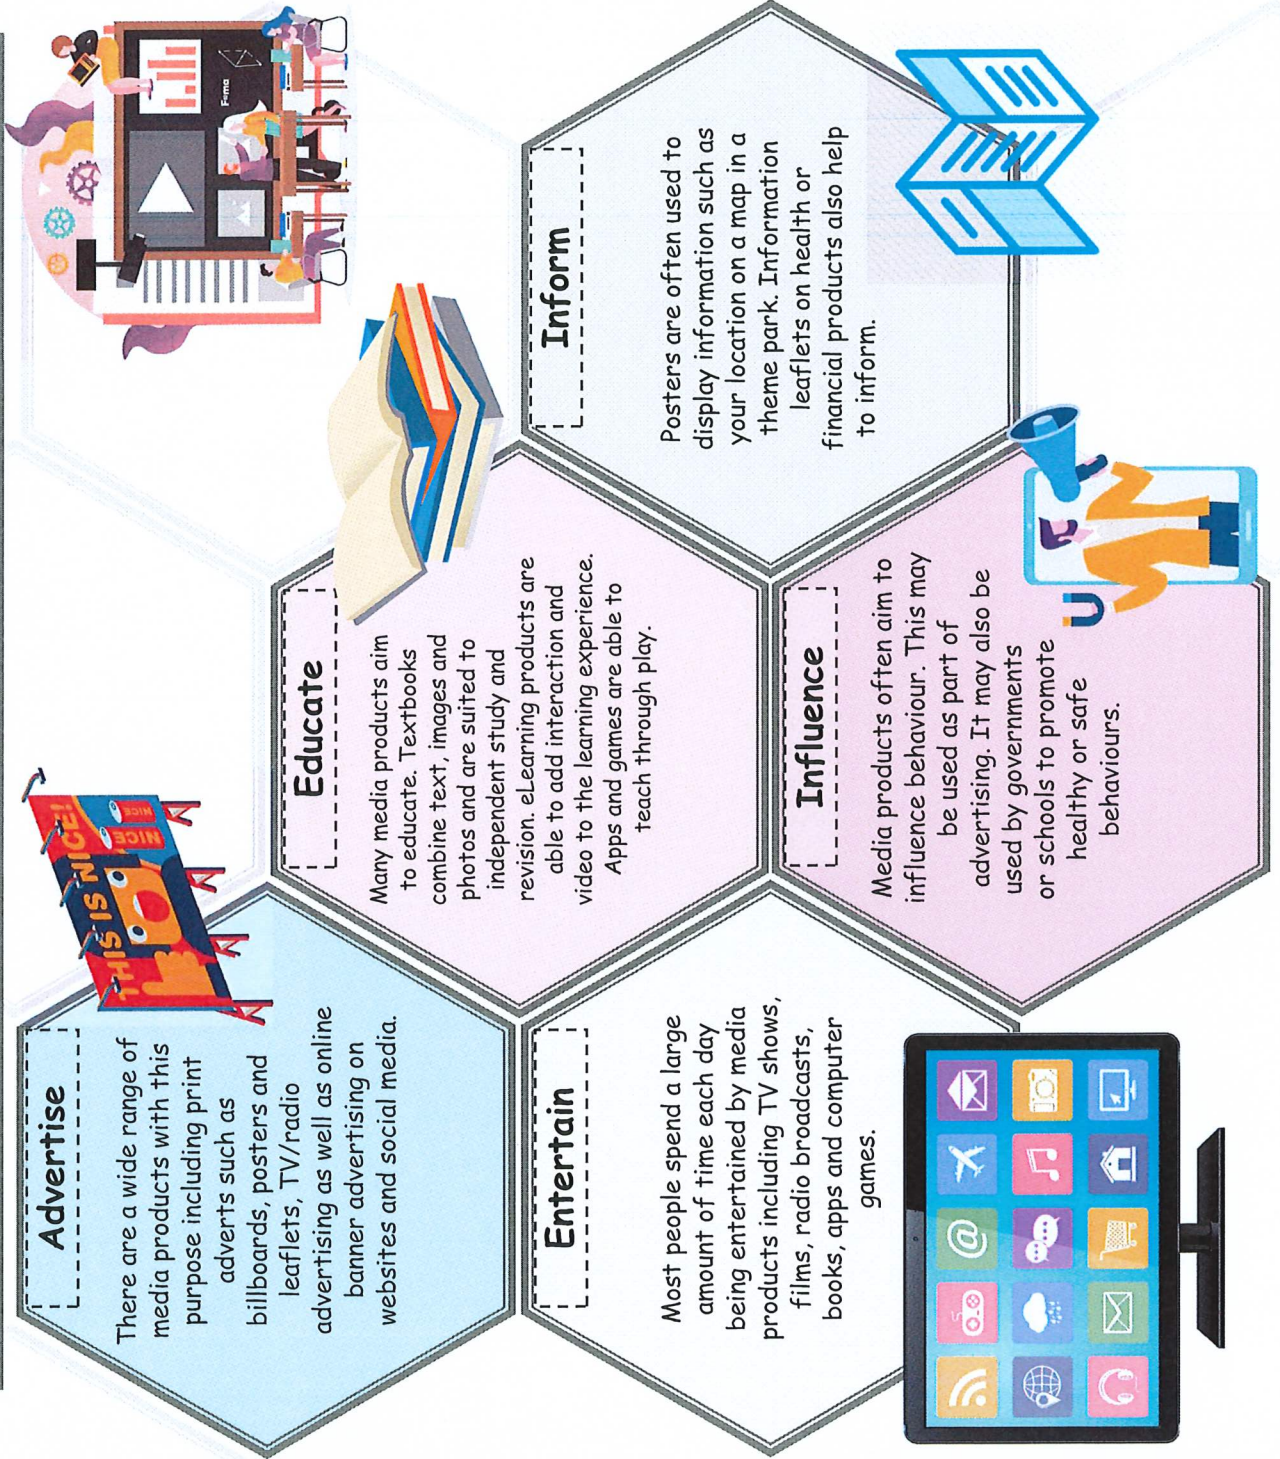 Advertise
There are a wide range of
media products with this
purpose including print
adverts such as
billboards, posters and
leaflets, TV/radio
advertising as well as online
banner advertising on
websites and social media.
THIS IS NICE!
NICE
NICE
Educate
Many media products aim
to educate. Textbooks
combine text, images and
photos and are suited to
independent study and
revision. eLearning products are
able to add interaction and
video to the learning experience.
Apps and games are able to
teach through play.
F=ma
Entertain
Most people spend a large
amount of time each day
being entertained by media
products including TV shows,
films, radio broadcasts,
books, apps and computer
games.
@
Influence
Media products often aim to
influence behaviour. This may
be used as part of
advertising. It may also be
used by governments
or schools to promote
healthy or safe
behaviours.
Inform
Posters are often used to
display information such as
your location on a map in a
theme park. Information
leaflets on health or
financial products also help
to inform.